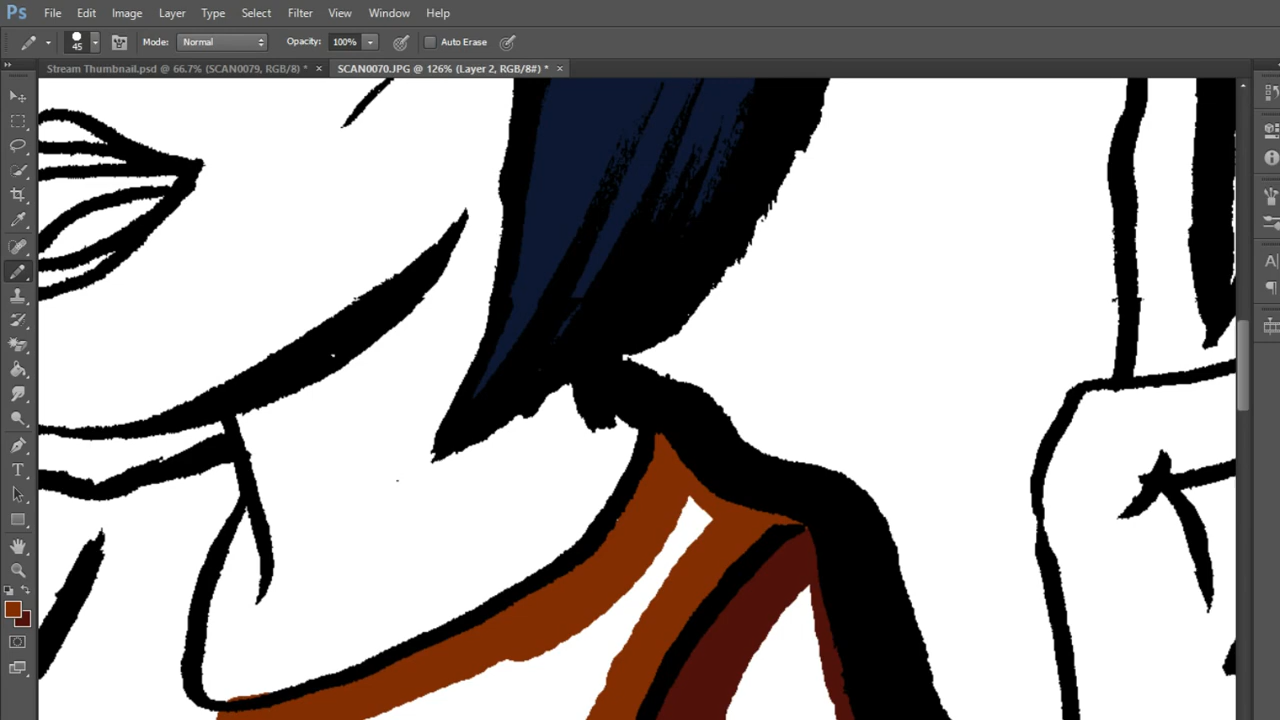 Ps File Edit Image Layer Type Select Filter View Window Help
45 Mode: Normal Opacity: 100% Auto Erase
Stream Thumbnail.psd @ 66.7% (SCAN0079, RGB/8) * × SCAN0070.JPG @ 126% (Layer 2, RGB/8#) * ×